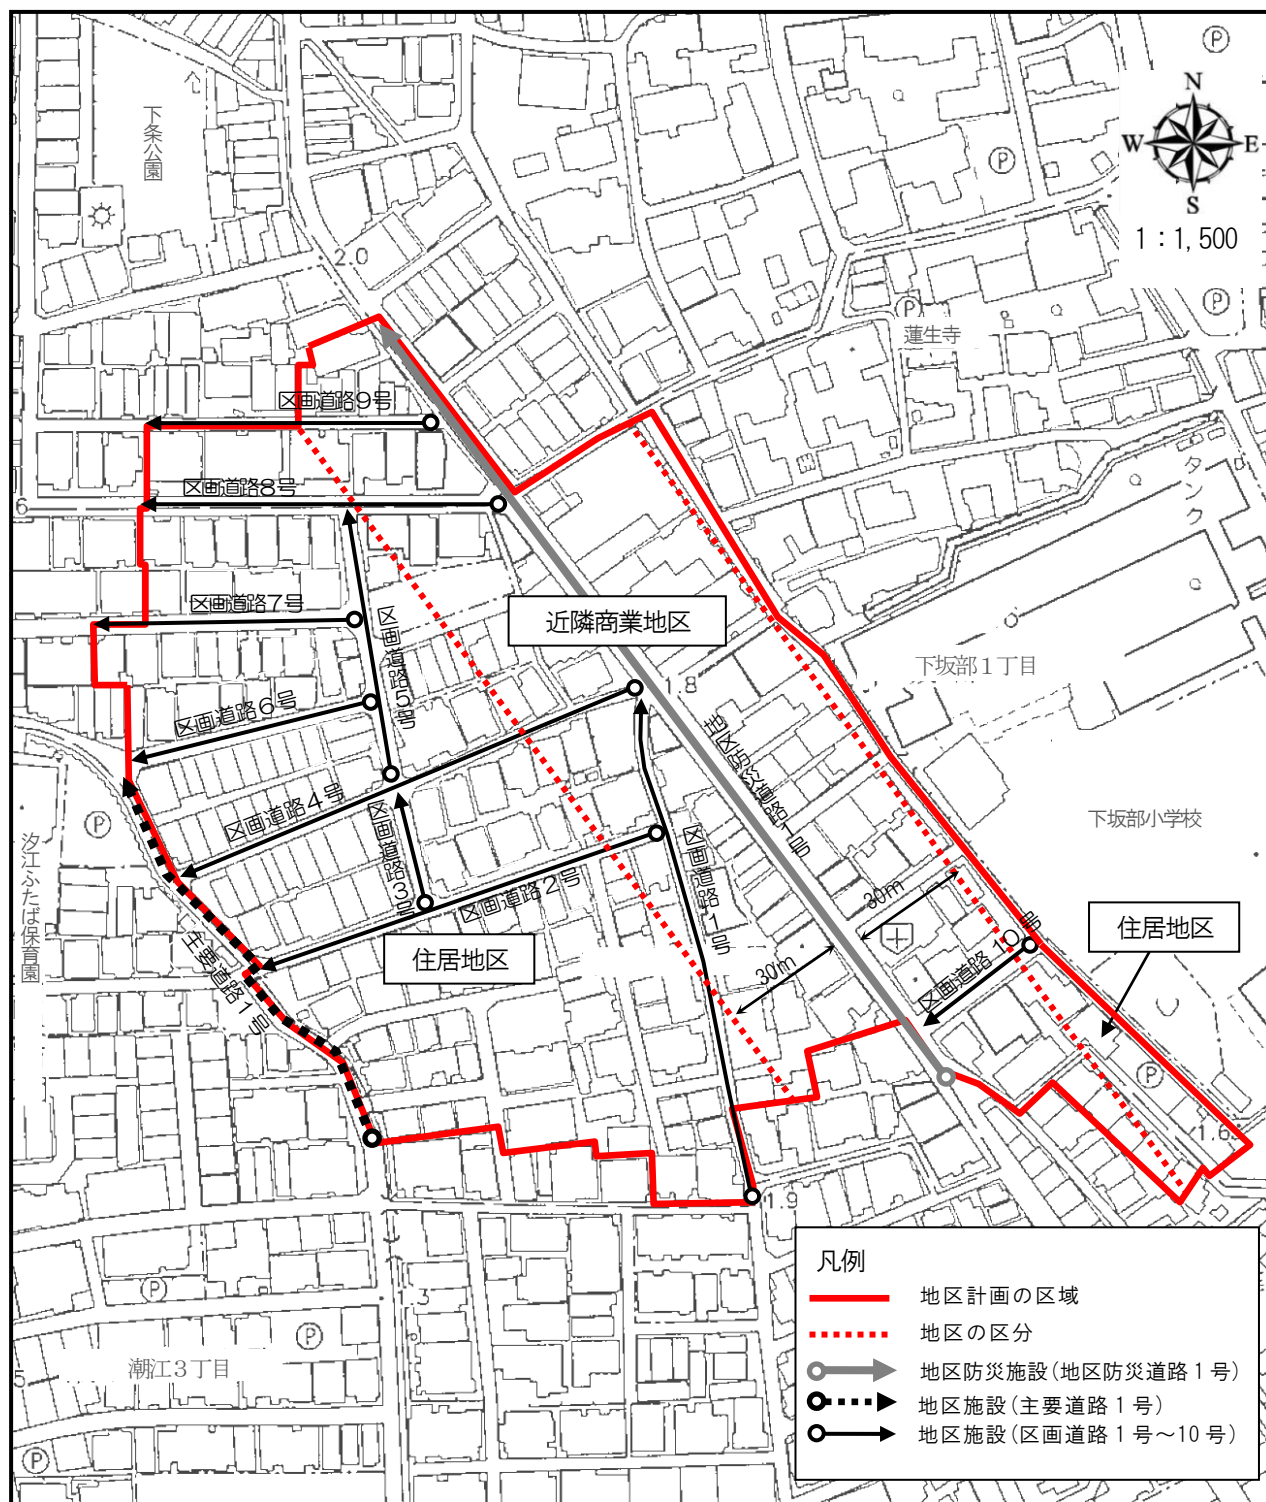 P
N
W
E
S
1：1,500
下条公園
2.0
P
P
P
蓮生寺
タンク
区画道路9号
区画道路8号
6
区画道路7号
区画道路5号
近隣商業地区
1.8
下坂部1丁目
区画道路6号
地区防災道路1号
区画道路4号
区画道路3号
区画道路2号
区画道路1号
下坂部小学校
P
汐江ふたば保育園
主要道路1号
住居地区
30m
30m
区画道路10号
住居地区
P
1.6
1.9
P
.3
P
潮江3丁目
5
P
凡例
地区計画の区域
地区の区分
地区防災施設(地区防災道路1号)
地区施設(主要道路1号)
地区施設(区画道路1号～10号)